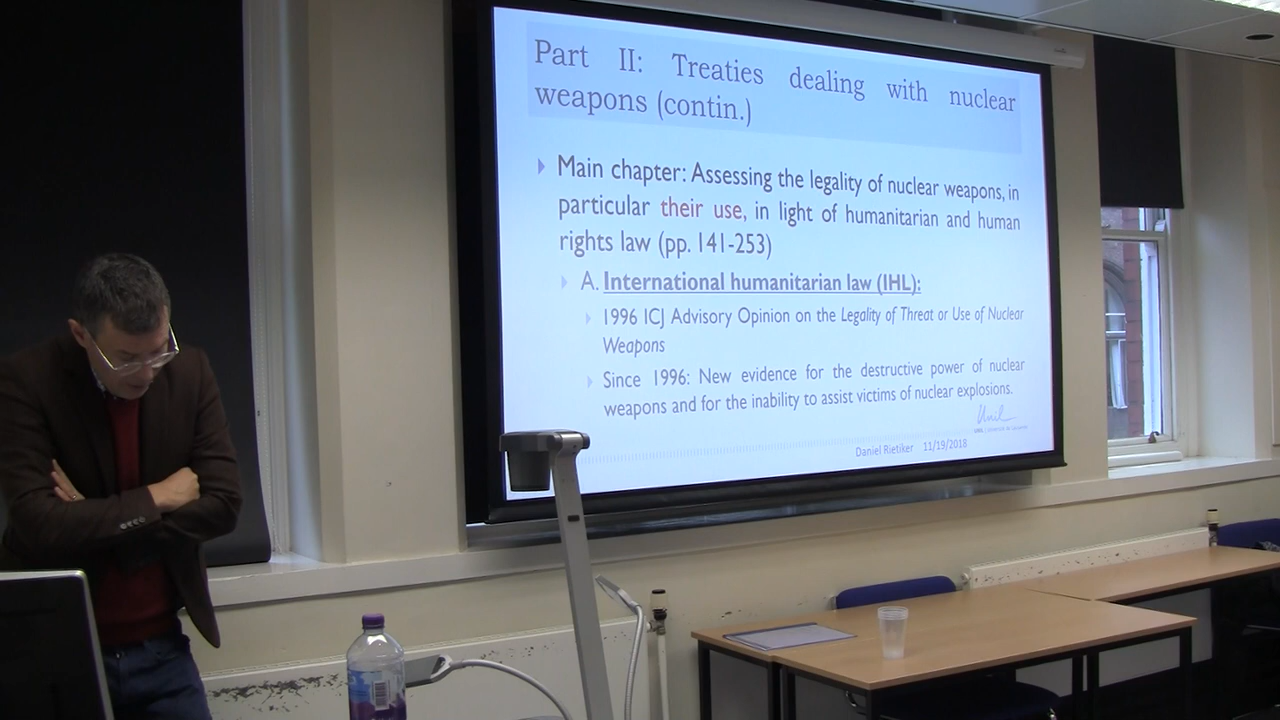 Part II: Treaties dealing with nuclear
weapons (contin.)
Main chapter: Assessing the legality of nuclear weapons, in
particular their use, in light of humanitarian and human
rights law (pp. 141-253)
A. International humanitarian law (IHL):
1996 ICJ Advisory Opinion on the Legality of Threat or Use of Nuclear
Weapons
Since 1996: New evidence for the destructive power of nuclear
weapons and for the inability to assist victims of nuclear explosions.
Unil
Daniel Rietiker 11/19/2018